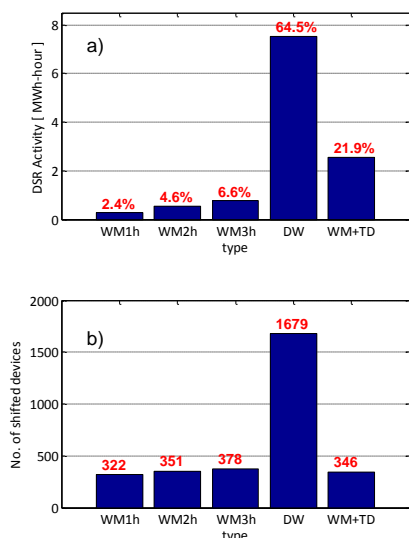 a)
8
6
4
2
0
DSR Activity [ MWh-hour ]
2.4%
4.6%
6.6%
64.5%
21.9%
WM1h WM2h WM3h DW WM+TD
type
b)
2000
1500
1000
500
0
No. of shifted devices
322
351
378
1679
346
WM1h WM2h WM3h DW WM+TD
type